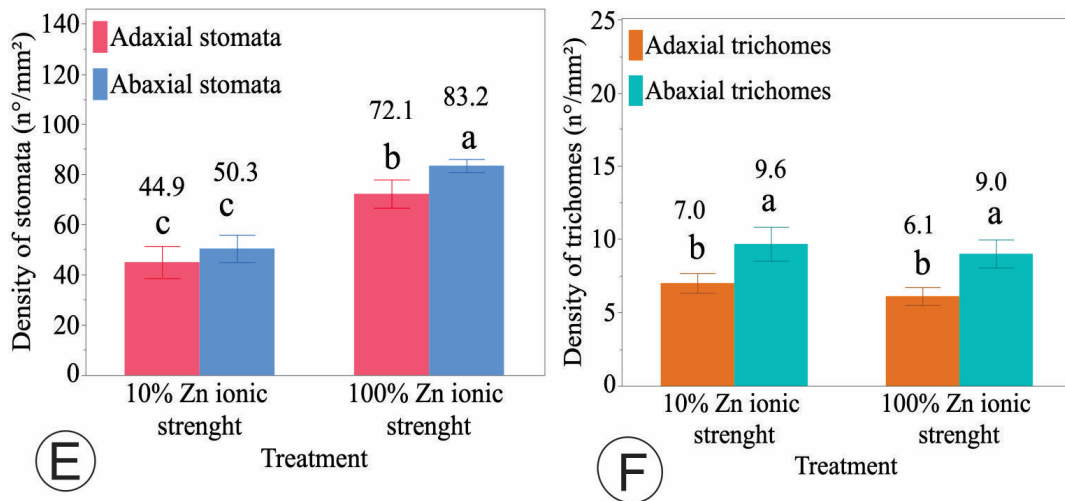 Density of stomata (n°/mm²)
140
120
100
80
60
40
20
0
Adaxial stomata
Abaxial stomata
44.9
c
50.3
c
72.1
b
83.2
a
10% Zn ionic
strenght
100% Zn ionic
strenght
Treatment
E
Density of trichomes (n°/mm²)
25
20
15
10
5
0
Adaxial trichomes
Abaxial trichomes
7.0
b
9.6
a
6.1
b
9.0
a
10% Zn ionic
strenght
100% Zn ionic
strenght
Treatment
F